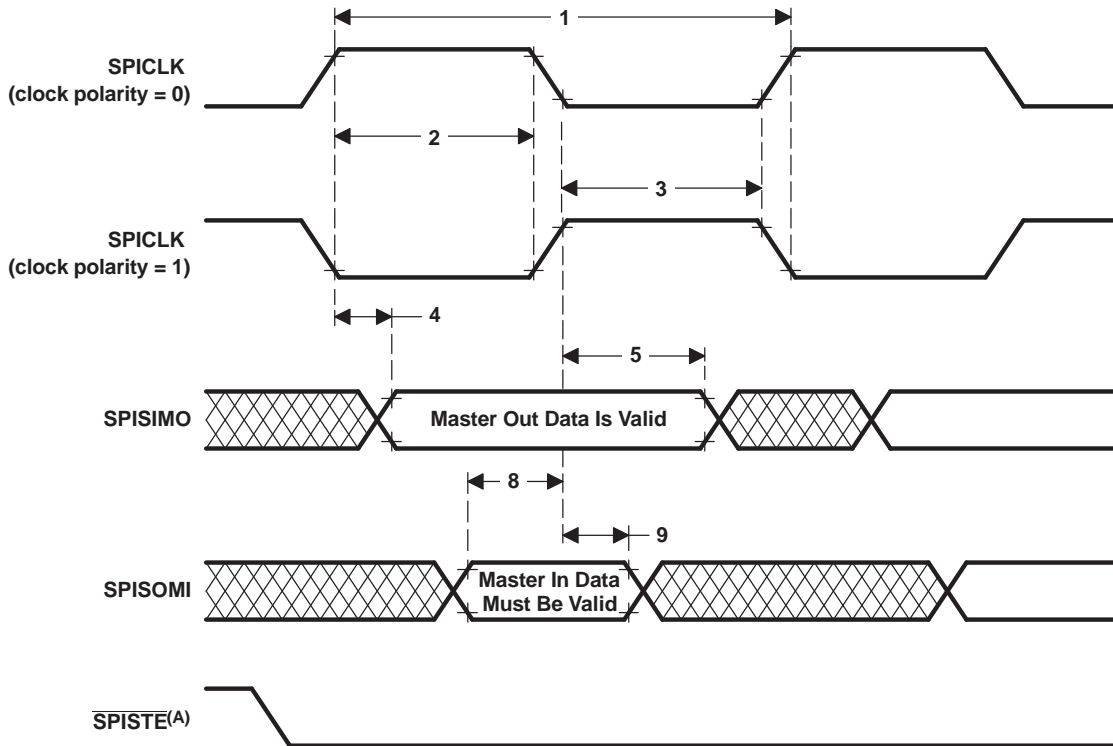 1
SPICLK
(clock polarity = 0)
2
3
SPICLK
(clock polarity = 1)
4
5
SPISIMO
Master Out Data Is Valid
8
9
SPISOMI
Master In Data
Must Be Valid
SPISTE(A)